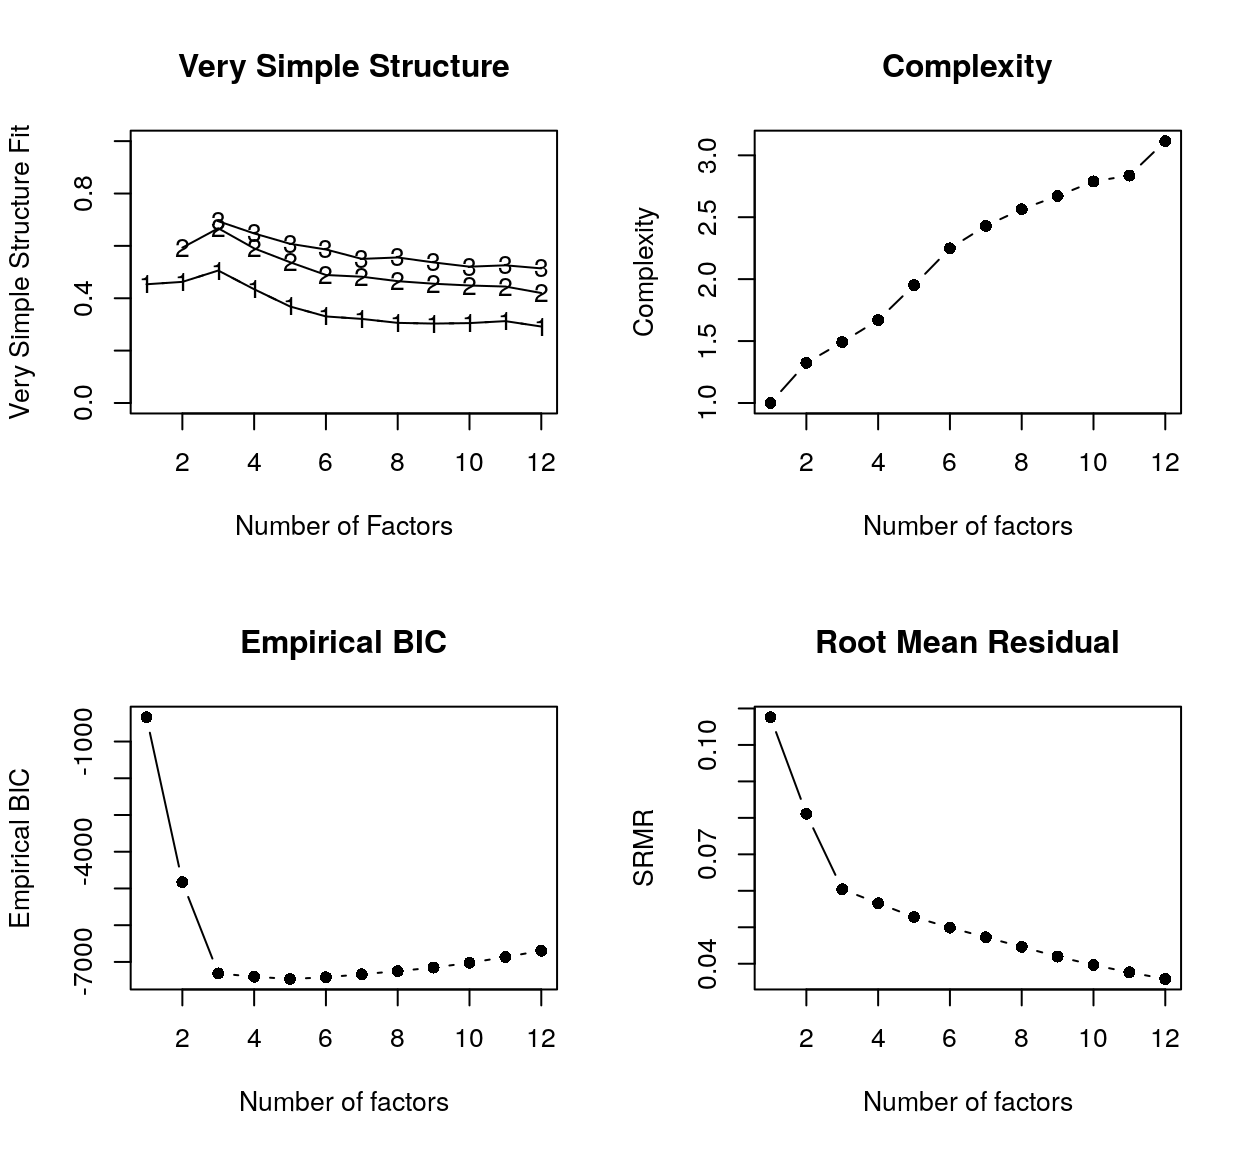 Very Simple Structure
Very Simple Structure Fit
0.0 0.4 0.8
1 1 1 1 1 1 1 1 1 1 1 1
2 2 2 2 2 2 2 2 2 2 2
3 3 3 3 3 3 3 3 3 3
2 4 6 8 10 12
Number of Factors
Complexity
Complexity
1.0 1.5 2.0 2.5 3.0
2 4 6 8 10 12
Number of factors
Empirical BIC
Empirical BIC
-7000 -4000 -1000
2 4 6 8 10 12
Number of factors
Root Mean Residual
SRMR
0.04 0.07 0.10
2 4 6 8 10 12
Number of factors